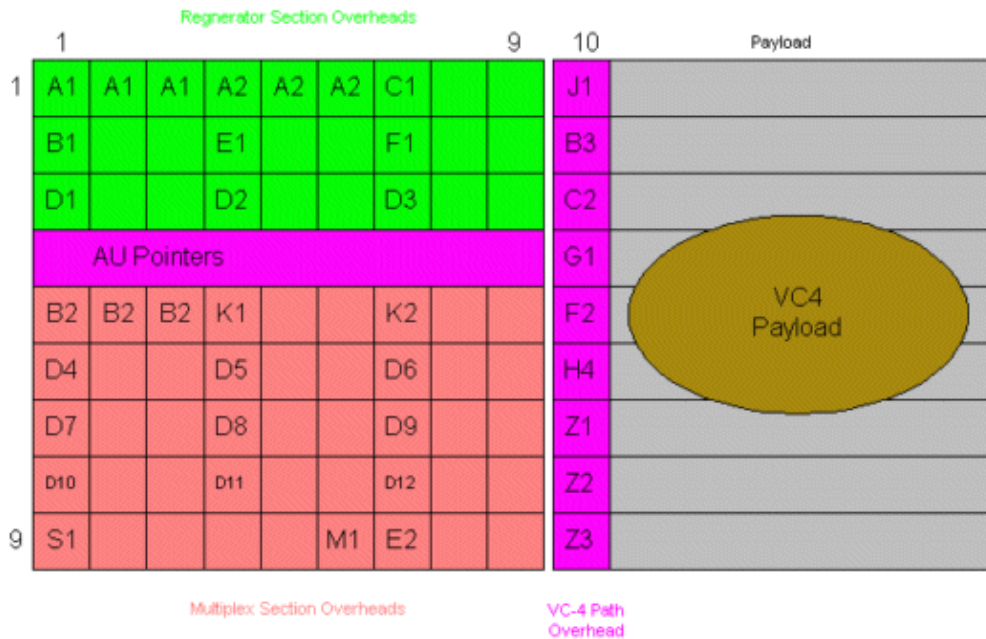 Regnerator Section Overheads
1 9 10 Payload
1 A1 A1 A1 A2 A2 A2 C1 J1
B1 E1 F1 B3
D1 D2 D3 C2
AU Pointers G1
B2 B2 B2 K1 K2 F2
VC4
Payload
D4 D5 D6 H4
D7 D8 D9 Z1
D10 D11 D12 Z2
9 S1 M1 E2 Z3
Multiplex Section Overheads
VC-4 Path
Overhead